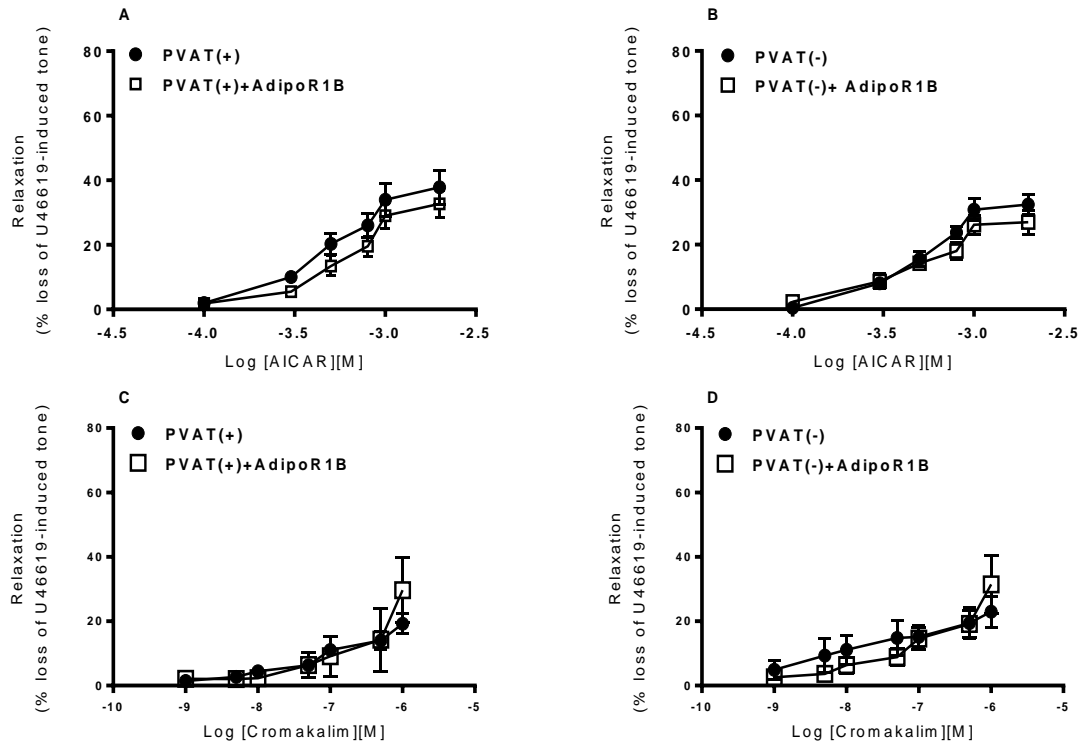 A
80
60
40
20
0
PVAT(+)
PVAT(+)+AdipoR1B
Relaxation
(% loss of U46619-induced tone)
-4.5 -4.0 -3.5 -3.0 -2.5
Log [AICAR][M]
B
80
60
40
20
0
PVAT(-)
PVAT(-)+ AdipoR1B
Relaxation
(% loss of U46619-induced tone)
-4.5 -4.0 -3.5 -3.0 -2.5
Log [AICAR][M]
C
80
60
40
20
0
PVAT(+)
PVAT(+)+AdipoR1B
Relaxation
(% loss of U46619-induced tone)
-10 -9 -8 -7 -6 -5
Log [Cromakalim][M]
D
80
60
40
20
0
PVAT(-)
PVAT(-)+AdipoR1B
Relaxation
(% loss of U46619-induced tone)
-10 -9 -8 -7 -6 -5
Log [Cromakalim][M]